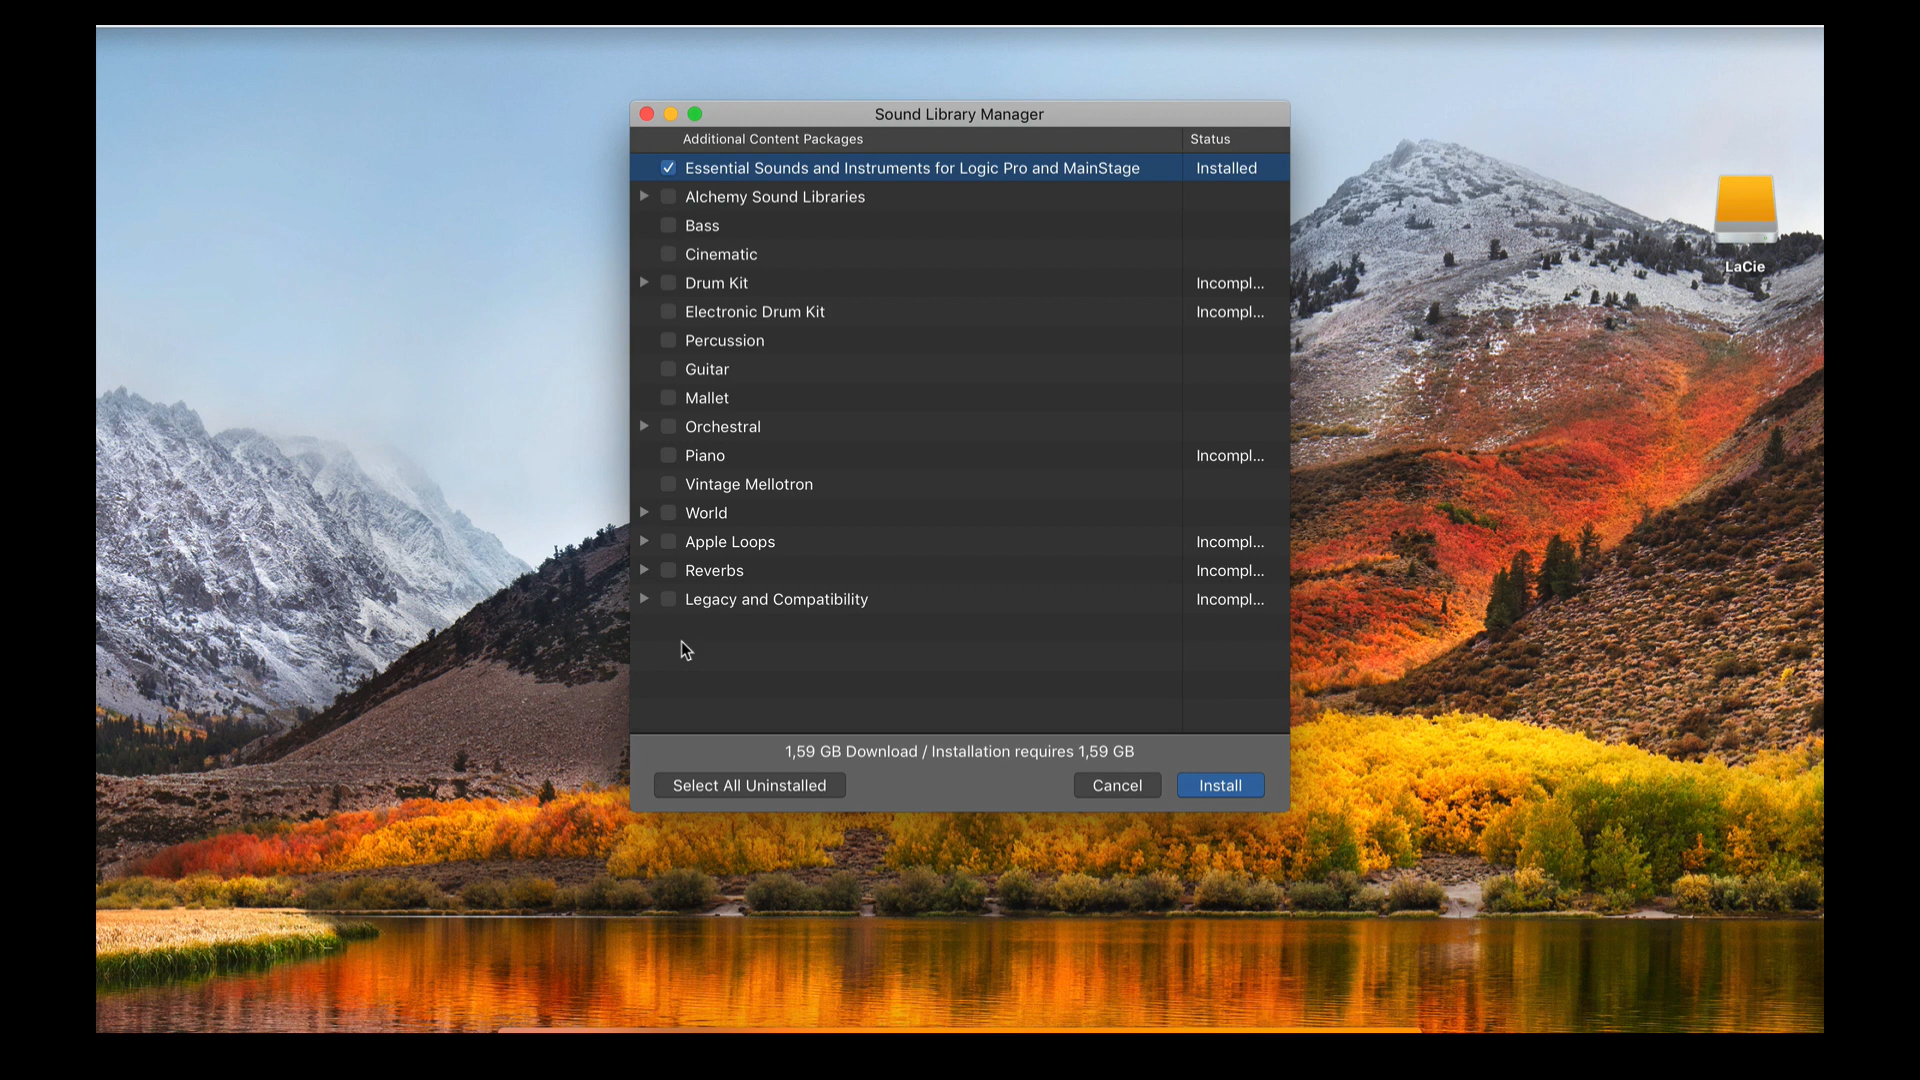 Sound Library Manager
Additional Content Packages Status
Essential Sounds and Instruments for Logic Pro and MainStage Installed
Alchemy Sound Libraries
Bass
Cinematic
Drum Kit Incompl...
Electronic Drum Kit Incompl...
Percussion
Guitar
Mallet
Orchestral
Piano Incompl...
Vintage Mellotron
World
Apple Loops Incompl...
Reverbs Incompl...
Legacy and Compatibility Incompl...
1,59 GB Download / Installation requires 1,59 GB
Select All Uninstalled Cancel Install
LaCie